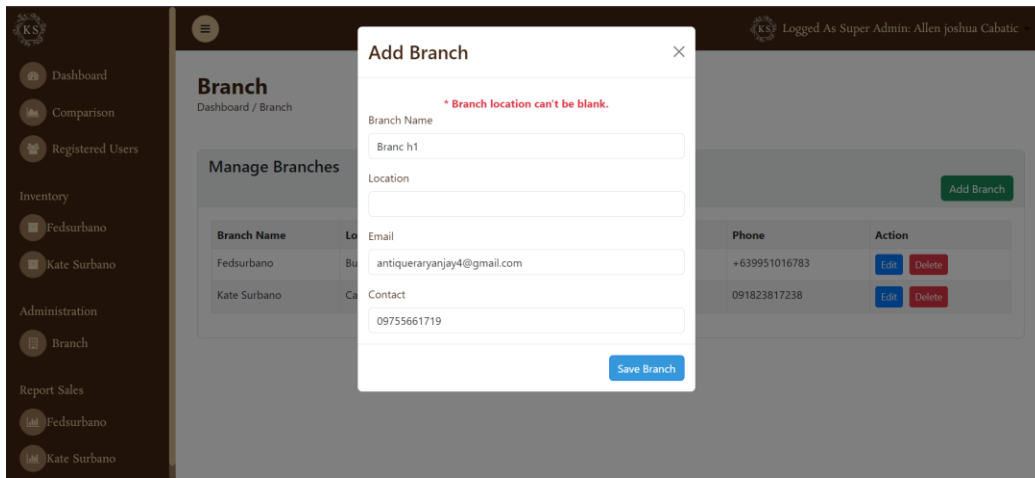 KS
KS Logged As Super Admin: Allen joshua Cabatic
Dashboard
Comparison
Registered Users
Inventory
Fedsurbano
Kate Surbano
Administration
Branch
Report Sales
Fedsurbano
Kate Surbano
Branch
Dashboard / Branch
Manage Branches
Add Branch
Branch Name Lo Phone Action
Fedsurbano Bu +639951016783 Edit Delete
Kate Surbano Ca 091823817238 Edit Delete
Add Branch
* Branch location can't be blank.
Branch Name
Branc h1
Location
Email
antiqueraryanjay4@gmail.com
Contact
09755661719
Save Branch